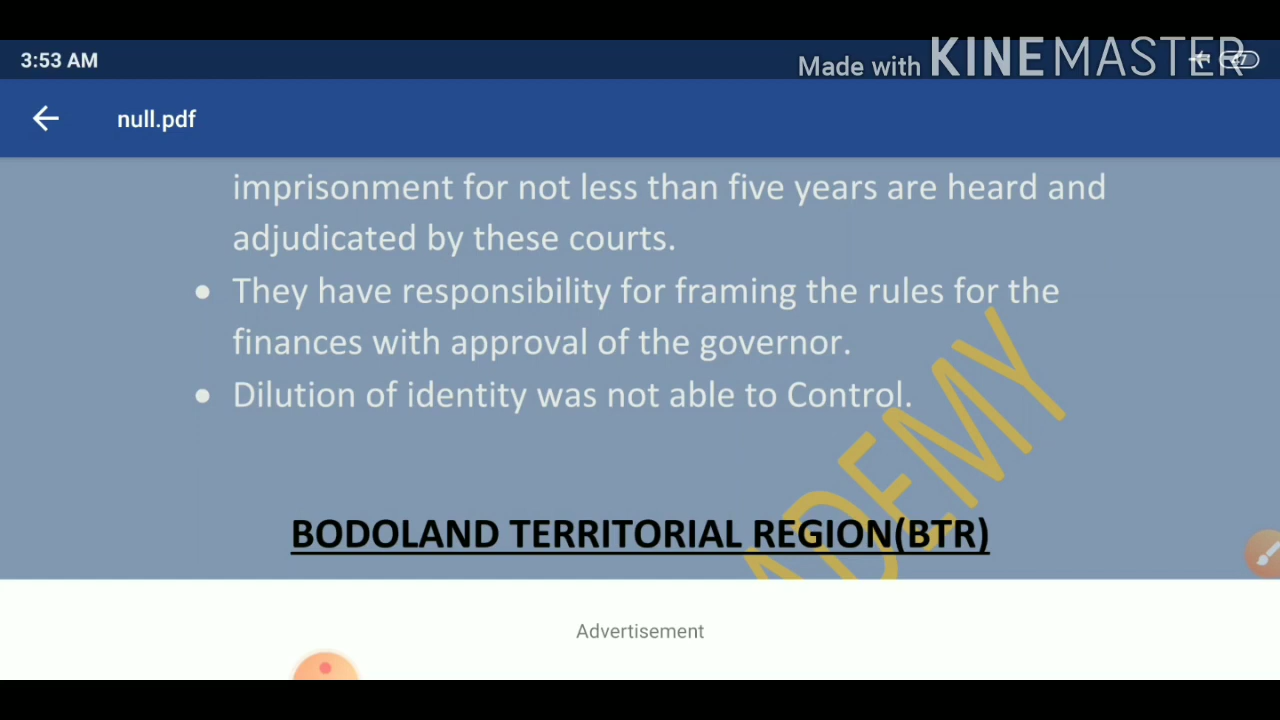 3:53 AM
Made with KINEMASTER
47
null.pdf
imprisonment for not less than five years are heard and
adjudicated by these courts.
• They have responsibility for framing the rules for the
finances with approval of the governor.
• Dilution of identity was not able to Control.
ADEMY
BODOLAND TERRITORIAL REGION(BTR)
Advertisement